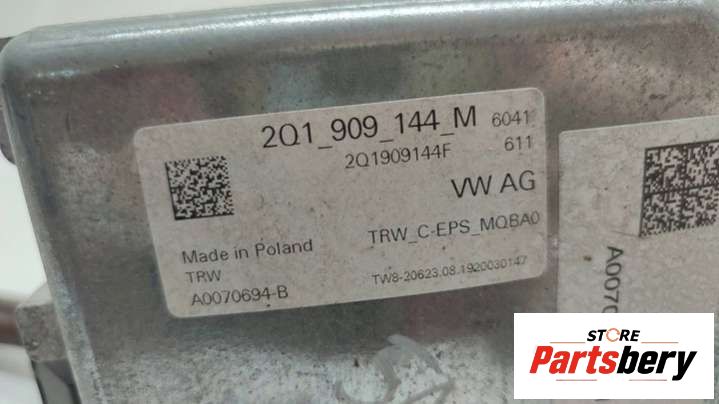 2Q1_909_144_M 6041
2Q1909144F 611
VW AG
Made in Poland TRW_C-EPS_MQBA0
TRW
A0070694-B TW8-20623.08.1920030147
A0070
STORE
Partsbery